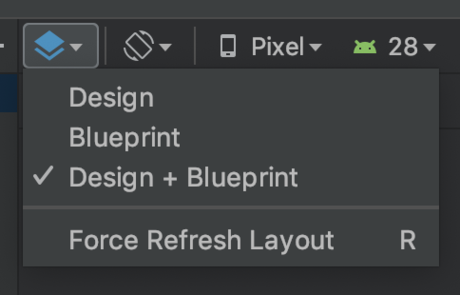 Pixel 28
Design
Blueprint
Design + Blueprint
Force Refresh Layout R